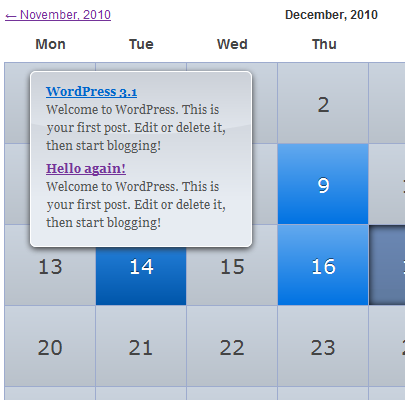 ← November, 2010
December, 2010
Mon Tue Wed Thu
2
WordPress 3.1
Welcome to WordPress. This is
your first post. Edit or delete it,
then start blogging!
Hello again!
Welcome to WordPress. This is
your first post. Edit or delete it,
then start blogging!
9
13 14 15 16
20 21 22 23